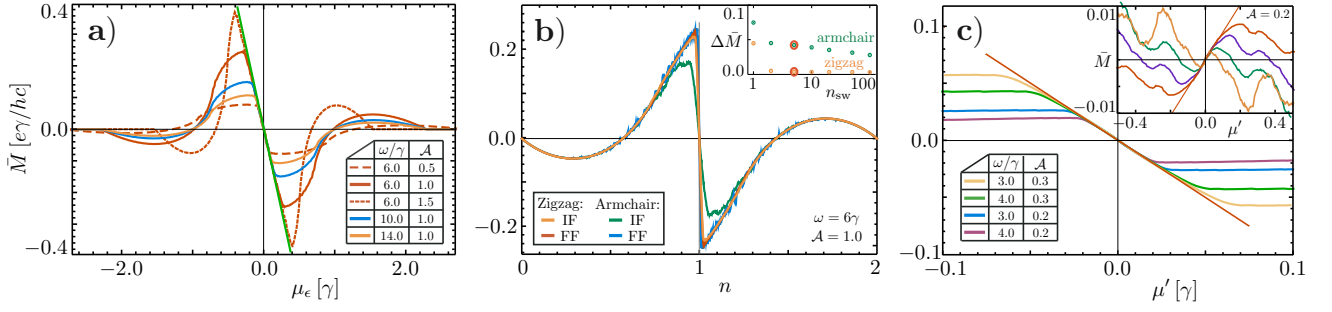 a)
M̄ [eγ/hc]
0.4
0.0
−0.4
−2.0 0.0 2.0
μϵ [γ]
ω/γ 𝒜
6.0 0.5
6.0 1.0
6.0 1.5
10.0 1.0
14.0 1.0
b)
0.2
0.0
−0.2
0 1 2
n
0.1
ΔM̄
0.0
armchair
zigzag
1 10 100
nsw
Zigzag: Armchair:
IF IF
FF FF
ω = 6γ
𝒜 = 1.0
c)
0.1
0.0
−0.1
−0.1 0.0 0.1
μ′ [γ]
𝒜 = 0.2
0.01
M̄
−0.01
−0.4 0.0 0.4
μ′
ω/γ 𝒜
3.0 0.3
4.0 0.3
3.0 0.2
4.0 0.2